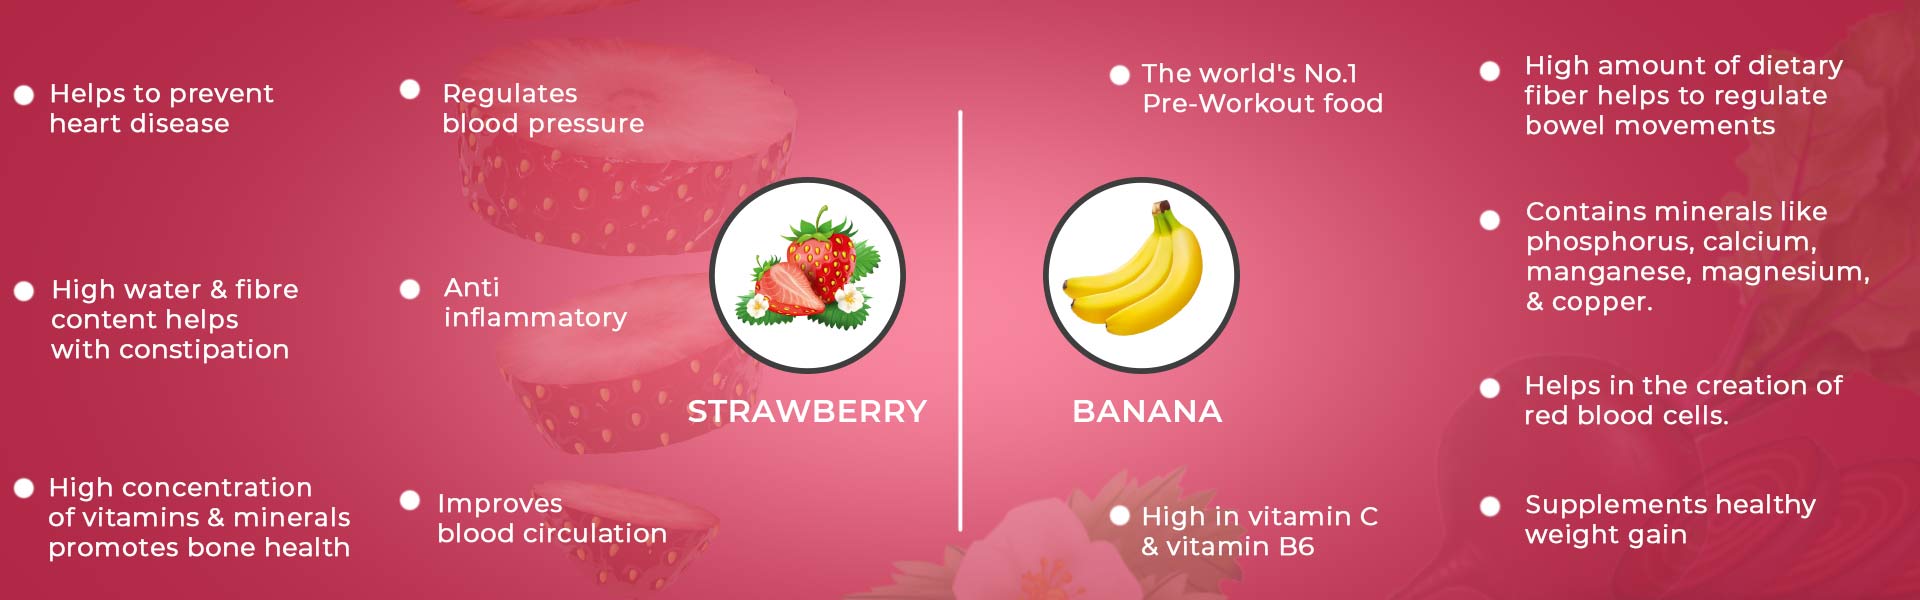 Helps to prevent
heart disease
High water & fibre
content helps
with constipation
High concentration
of vitamins & minerals
promotes bone health
Regulates
blood pressure
Anti
inflammatory
Improves
blood circulation
STRAWBERRY
BANANA
The world's No.1
Pre-Workout food
High in vitamin C
& vitamin B6
High amount of dietary
fiber helps to regulate
bowel movements
Contains minerals like
phosphorus, calcium,
manganese, magnesium,
& copper.
Helps in the creation of
red blood cells.
Supplements healthy
weight gain